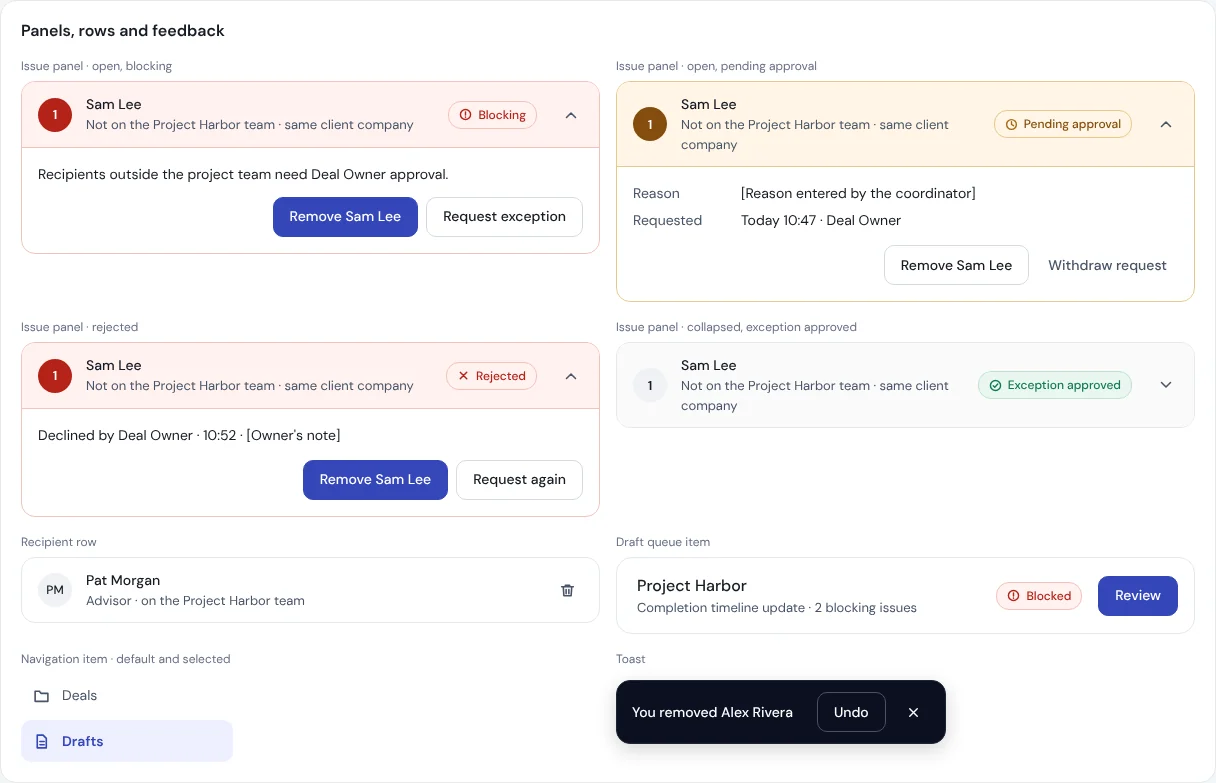 Panels, rows and feedback
Issue panel · open, blocking
1
Sam Lee
Not on the Project Harbor team · same client company
Blocking
Recipients outside the project team need Deal Owner approval.
Remove Sam Lee
Request exception
Issue panel · open, pending approval
1
Sam Lee
Not on the Project Harbor team · same client
company
Pending approval
Reason
[Reason entered by the coordinator]
Requested
Today 10:47 · Deal Owner
Remove Sam Lee
Withdraw request
Issue panel · rejected
1
Sam Lee
Not on the Project Harbor team · same client company
Rejected
Declined by Deal Owner · 10:52 · [Owner's note]
Remove Sam Lee
Request again
Issue panel · collapsed, exception approved
1
Sam Lee
Not on the Project Harbor team · same client
company
Exception approved
Recipient row
PM
Pat Morgan
Advisor · on the Project Harbor team
Draft queue item
Project Harbor
Completion timeline update · 2 blocking issues
Blocked
Review
Navigation item · default and selected
Deals
Drafts
Toast
You removed Alex Rivera
Undo